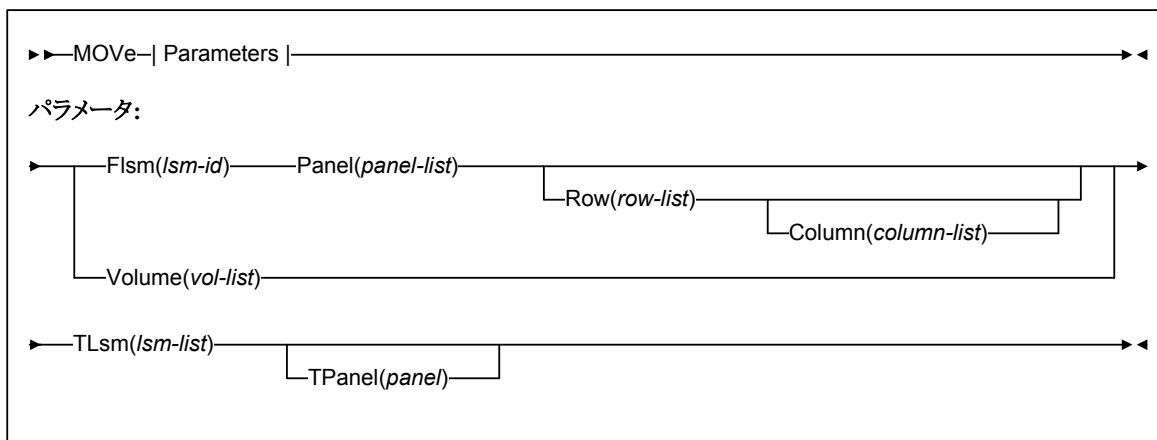 MOVe | Parameters |
パラメータ:
Flsm(lsm-id) Panel(panel-list)
Row(row-list)
Column(column-list)
Volume(vol-list)
TLsm(lsm-list)
TPanel(panel)